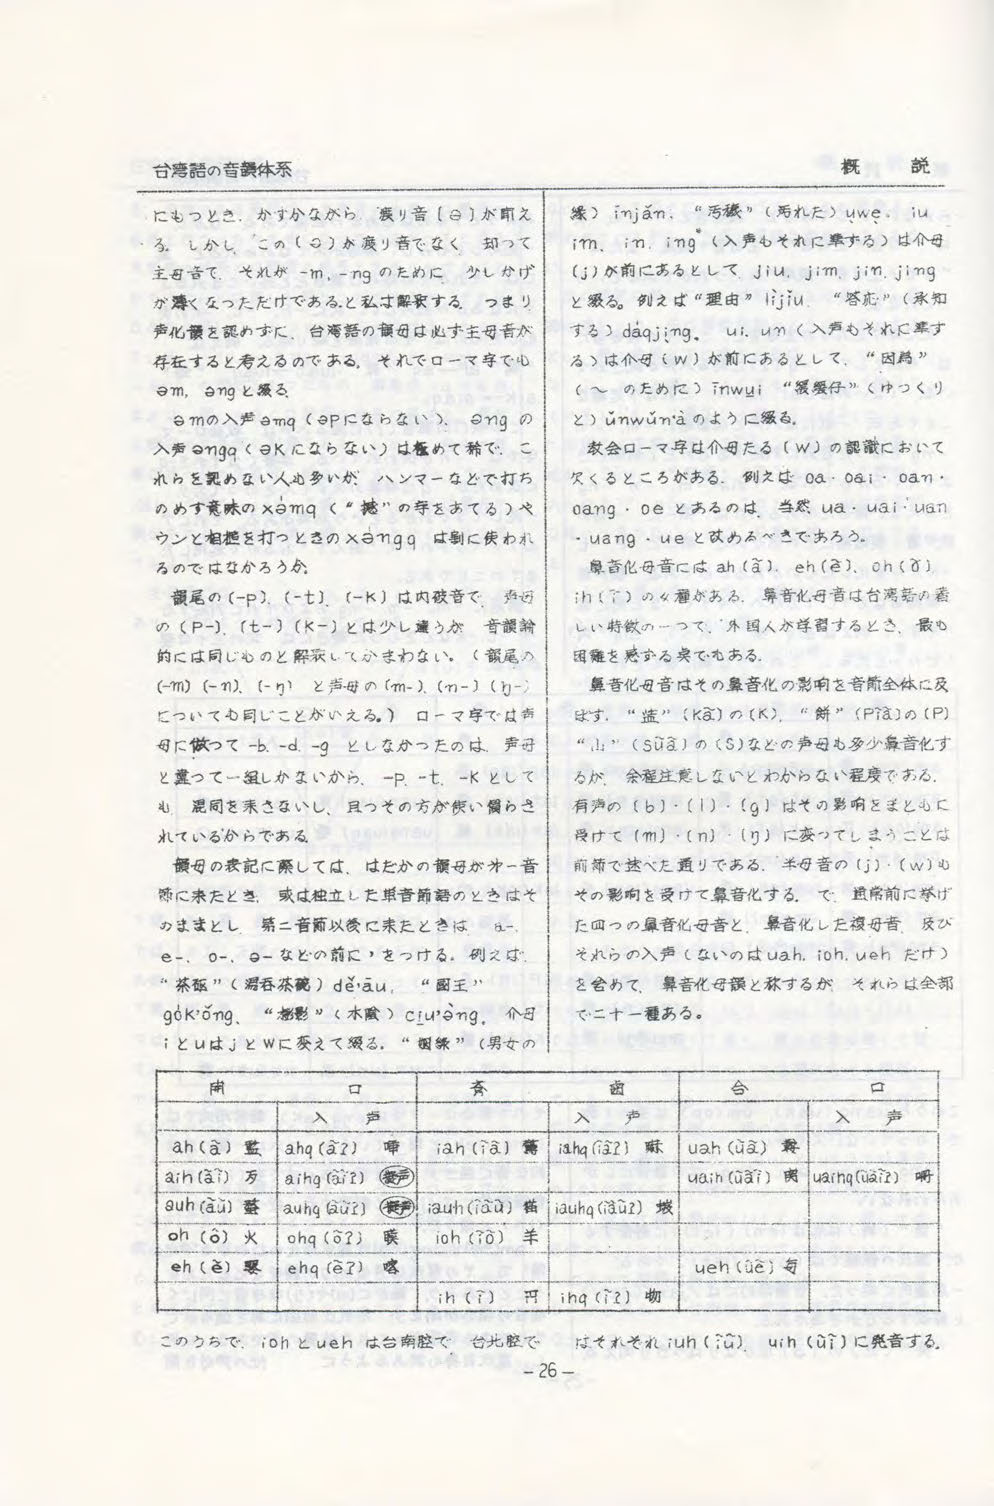 台湾語の音韻体系
概 説
にもつとき，かすかながら，渡り音〔ə〕が聞え
る。しかし，この〔ə〕が渡り音でなく，却って
主母音で，それが -m, -ng のために，少しかげ
が薄くなっただけであると私は解釈する。つまり
声化韻を認めずに，台湾語の韻母は必ず主母音が
存在すると考えるのである。それでローマ字でも
əm, əngと綴る。
əmの入声əmq（əpにならない），əng の
入声əngq（əkにならない）は極めて稀で，こ
れらを認めない人も多いが，ハンマーなどで打ち
のめす意味のxə̀mq（“ ”の字をあてる）や
ウンと相槌を打つときのxə̀ngq は別に使われ
るのではなかろうか。
韻尾の〔-p〕,〔-t〕,〔-k〕は内破音で，声母
の〔p-〕,〔t-〕〔k-〕とは少し違うが，音韻論
的には同じものと解釈してかまわない。（韻尾の
〔-m〕〔-n〕,〔-ŋ〕 と声母の〔m-〕,〔n-〕〔ŋ-〕
についても同じことがいえる。） ローマ字では声
母に倣って -b, -d, -g としなかったのは，声母
と違って一組しかないから，-p, -t, -k として
も，混同を来さないし，且つその方が使い慣らさ
れているからである。
韻母の表記に際しては，はだかの韻母が第一音
節に来たとき，或は独立した単音節語のときはそ
のままとし，第二音節以後に来たときは，a-,
e-, o-, ə- などの前に ' をつける。例えば，
“茶甌”（湯呑茶碗）dě'āu, “國王”
gók'ǒng, “樹影”（木陰）ciu'ə̀ng。介母
iとuはjとwに変えて綴る。“姻緣”（男女の
縁）īnjǎn, “汚穢”（汚れた）uwe。 iu,
im, in, ing*（入声もそれに準ずる）は介母
〔j〕が前にあるとして，jiu, jim, jin, jing
と綴る。例えば“理由”lìjǐu, “答応”（承知
する）dāqjing。 ui, un（入声もそれに準ず
る）は介母〔w〕が前にあるとして，“因為”
（〜 のために）īnwui “緩緩仔”（ゆっくり
と）ǔnwǔn'à のように綴る。
教会ローマ字は介母たる〔w〕の認識において
欠くるところがある。例えば oa・oai・oan・
oang・oe とあるのは，当然 ua・uai・uan
・uang・ue と改めるべきであろう。
鼻音化母音には ah〔ã〕, eh〔ẽ〕, oh〔õ〕,
ih〔ĩ〕の四種がある。鼻音化母音は台湾語の著
しい特徴の一つで，外国人が学習するとき，最も
困難を感ずる点でもある。
鼻音化母音はその鼻音化の影響を音節全体に及
ぼす。“监”〔kã〕の〔k〕,“餅”〔pĩã〕の〔p〕
“山”〔sũã〕の〔s〕などの声母も多少鼻音化す
るが，余程注意しないとわからない程度である。
有声の〔b〕・〔l〕・〔g〕はその影響をまともに
受けて〔m〕・〔n〕・〔ŋ〕に変ってしまうことは
前節で述べた通りである。半母音の〔j〕・〔w〕も
その影響を受けて鼻音化する。で，通常前に挙げ
た四つの鼻音化母音と，鼻音化した複母音，及び
それらの入声（ないのはuah, ioh, ueh だけ）
を含めて，鼻音化母韻と称するが，それらは全部
で二十一種ある。
開 口 斉 歯 合 口
入 声 入 声 入 声
ah〔ã〕 監 ahq〔ãʔ〕 iah〔ĩã〕 iahq〔ĩãʔ〕 uah〔ũã〕
aih〔ãĩ〕 歹 aihq〔ãĩʔ〕 擬声 uaih〔ũãĩ〕 uaihq〔ũãĩʔ〕
auh〔ãũ〕 auhq〔ãũʔ〕 擬声 iauh〔ĩãũ〕 猫 iauhq〔ĩãũʔ〕
oh〔õ〕 火 ohq〔õʔ〕 ioh〔ĩõ〕 羊
eh〔ẽ〕 嬰 ehq〔ẽʔ〕 ueh〔ũẽ〕 每
ih〔ĩ〕 円 ihq〔ĩʔ〕 物
このうちで，ioh と ueh は台南腔で，台北腔で はそれぞれ iuh〔ĩũ〕, uih〔ũĩ〕に発音する。
－26－